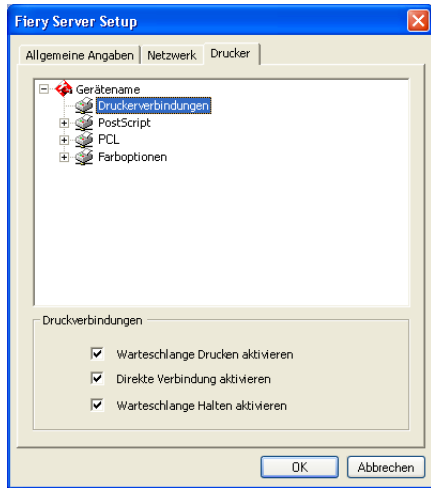 Fiery Server Setup
Allgemeine Angaben
Netzwerk
Drucker
Gerätename
Druckerverbindungen
PostScript
PCL
Farboptionen
Druckverbindungen
Warteschlange Drucken aktivieren
Direkte Verbindung aktivieren
Warteschlange Halten aktivieren
OK
Abbrechen